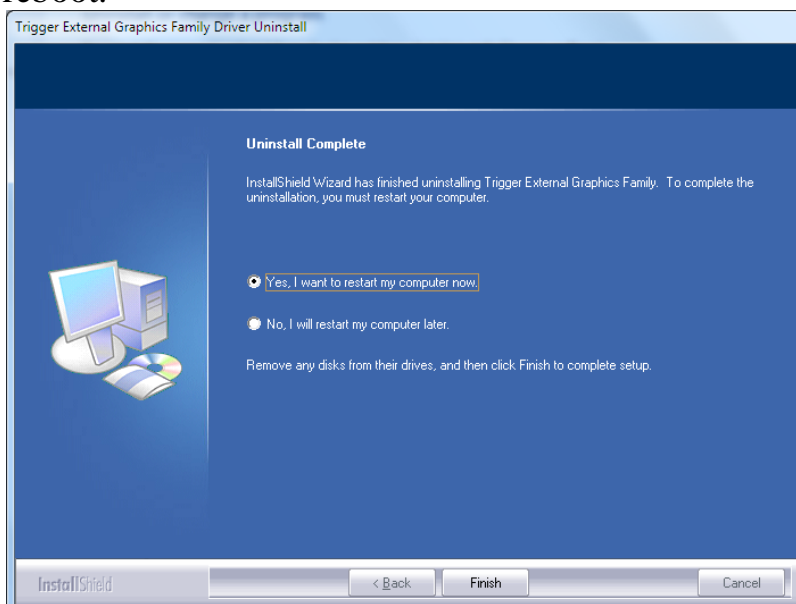 reboot.
Trigger External Graphics Family Driver Uninstall
Uninstall Complete
InstallShield Wizard has finished uninstalling Trigger External Graphics Family.  To complete the
uninstallation, you must restart your computer.
Yes, I want to restart my computer now.
No, I will restart my computer later.
Remove any disks from their drives, and then click Finish to complete setup.
InstallShield
< Back
Finish
Cancel